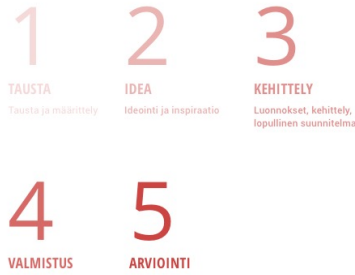 1 2 3
TAUSTA IDEA KEHITTELY
Tausta ja määrittely Ideointi ja inspiraatio Luonnokset, kehittely,
lopullinen suunnitelma
4 5
VALMISTUS ARVIOINTI